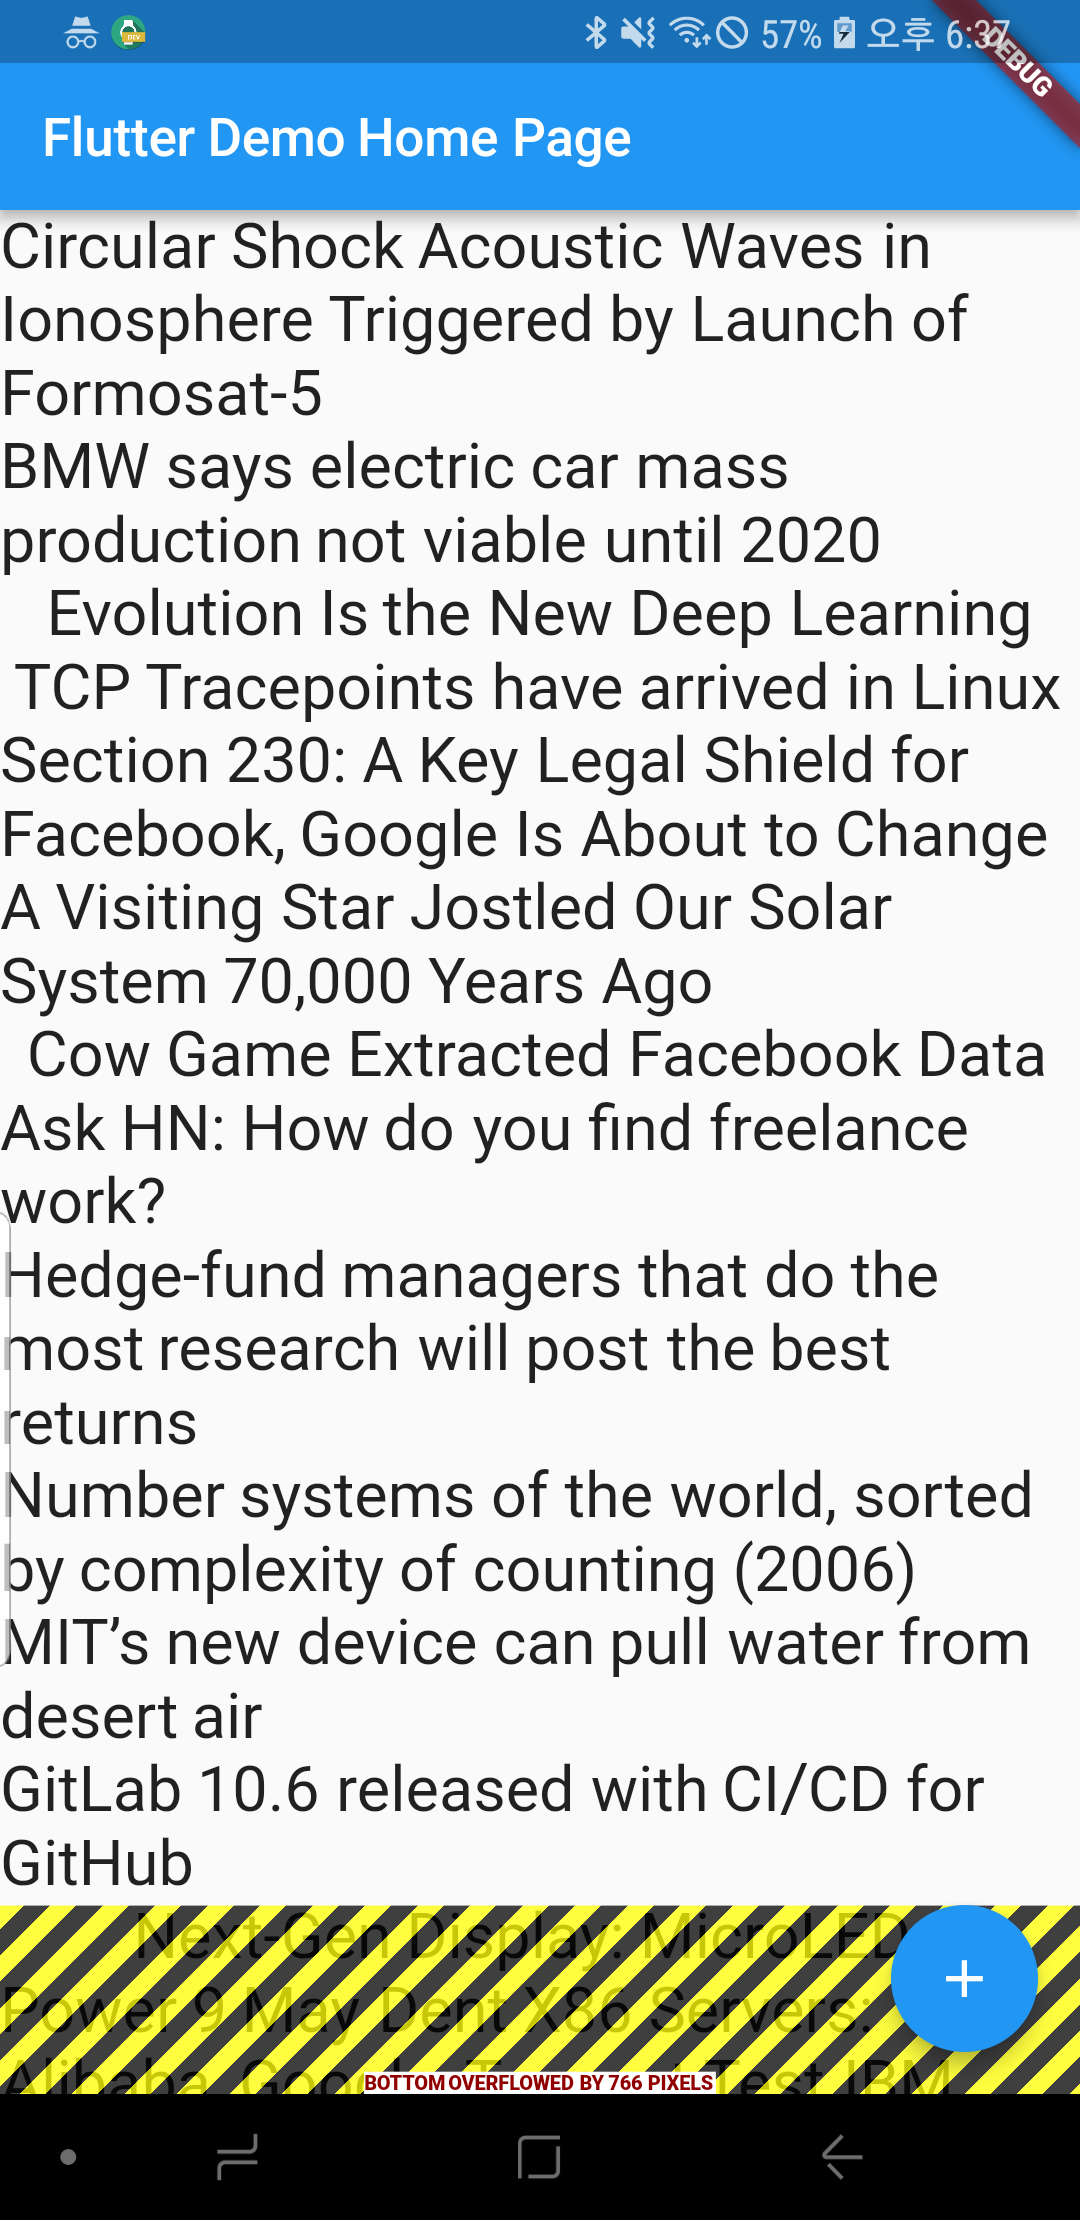 DEV
57% 오후 6:37
DEBUG
Flutter Demo Home Page
Circular Shock Acoustic Waves in
Ionosphere Triggered by Launch of
Formosat-5
BMW says electric car mass
production not viable until 2020
Evolution Is the New Deep Learning
TCP Tracepoints have arrived in Linux
Section 230: A Key Legal Shield for
Facebook, Google Is About to Change
A Visiting Star Jostled Our Solar
System 70,000 Years Ago
Cow Game Extracted Facebook Data
Ask HN: How do you find freelance
work?
Hedge-fund managers that do the
most research will post the best
returns
Number systems of the world, sorted
by complexity of counting (2006)
MIT’s new device can pull water from
desert air
GitLab 10.6 released with CI/CD for
GitHub
Next-Gen Display: MicroLED
Power 9 May Dent X86 Servers:
Alibaba, Test IBM
BOTTOM OVERFLOWED BY 766 PIXELS